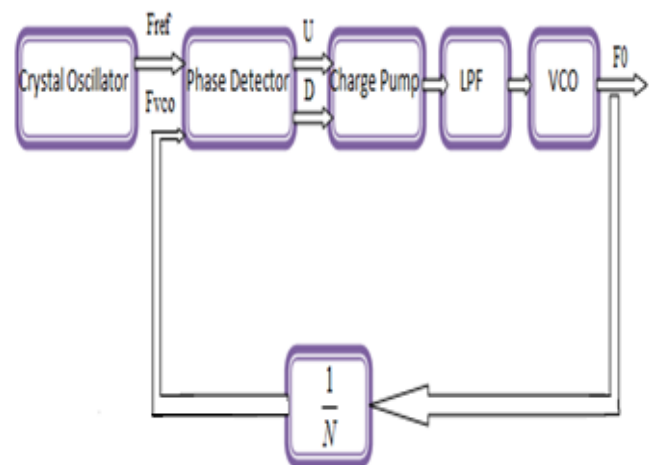 Fref
U
F0
Crystal Oscillator
Phase Detector
Charge Pump
LPF
VCO
Fvco
D
1
N